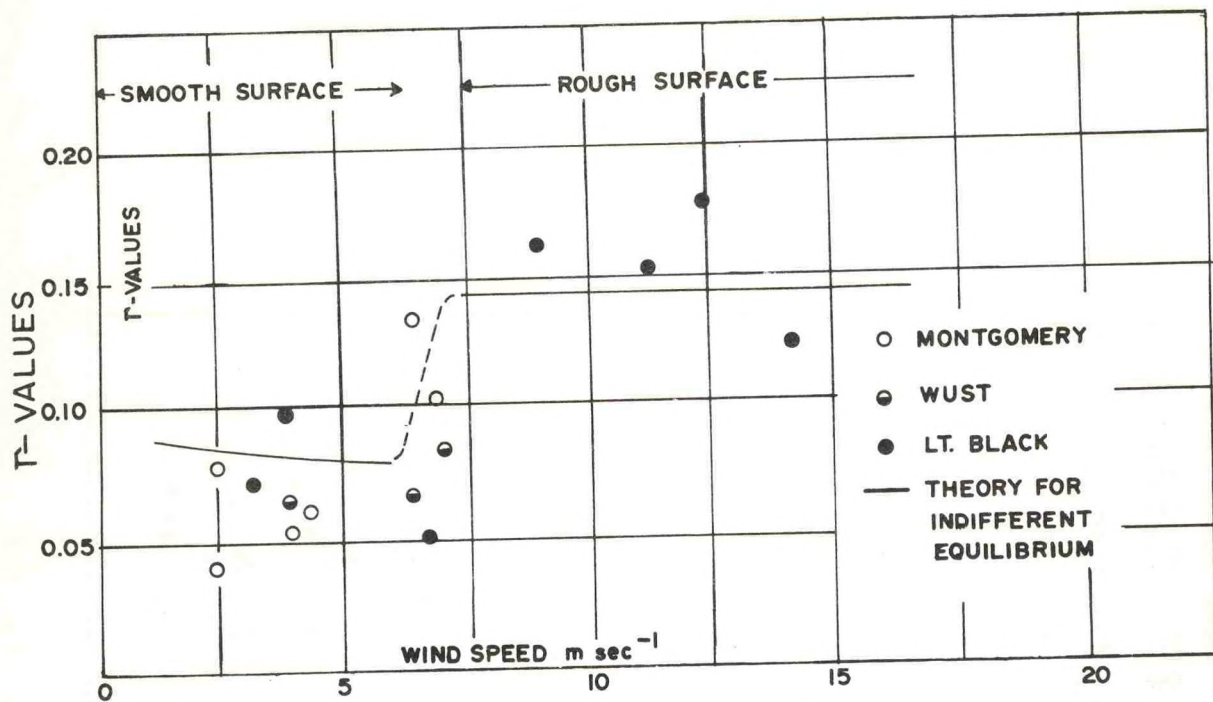 SMOOTH SURFACE
ROUGH SURFACE
0.20
0.15
0.10
0.05
Γ-VALUES
Γ-VALUES
MONTGOMERY
WUST
LT. BLACK
THEORY FOR
INDIFFERENT
EQUILIBRIUM
WIND SPEED m sec⁻¹
0
5
10
15
20